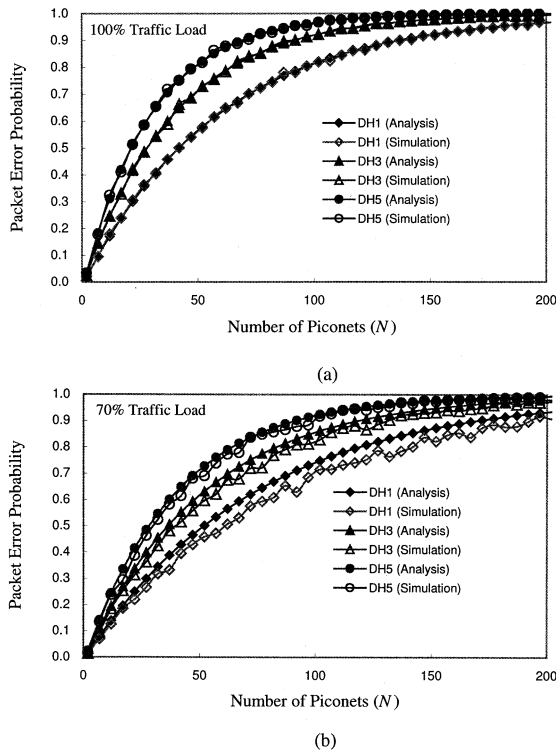 1.0
100% Traffic Load
0.9
0.8
0.7
0.6
0.5
0.4
0.3
0.2
0.1
0.0
Packet Error Probability
DH1 (Analysis)
DH1 (Simulation)
DH3 (Analysis)
DH3 (Simulation)
DH5 (Analysis)
DH5 (Simulation)
0 50 100 150 200
Number of Piconets (N)
(a)
1.0
70% Traffic Load
0.9
0.8
0.7
0.6
0.5
0.4
0.3
0.2
0.1
0.0
Packet Error Probability
DH1 (Analysis)
DH1 (Simulation)
DH3 (Analysis)
DH3 (Simulation)
DH5 (Analysis)
DH5 (Simulation)
0 50 100 150 200
Number of Piconets (N)
(b)